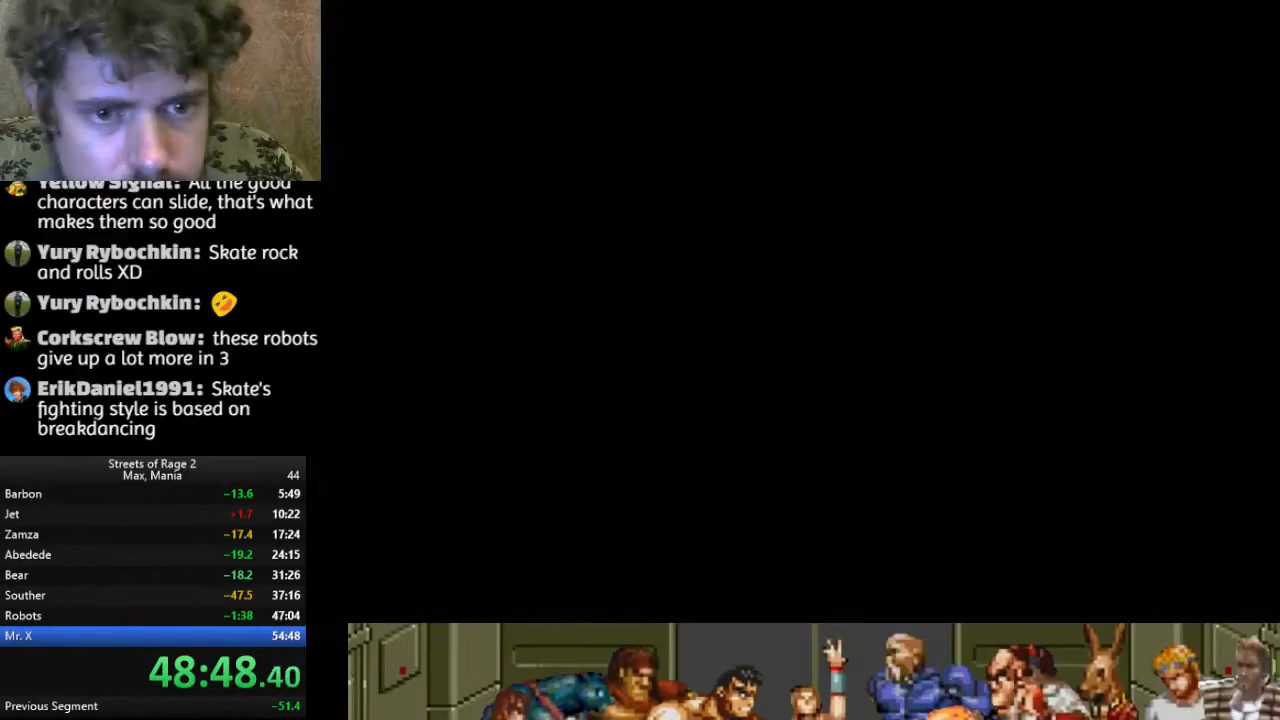 Yellow Signal: All the good
characters can slide, that's what
makes them so good
Yury Rybochkin: Skate rock
and rolls XD
Yury Rybochkin: 🤣
Corkscrew Blow: these robots
give up a lot more in 3
ErikDaniel1991: Skate's
fighting style is based on
breakdancing
Streets of Rage 2
Max, Mania 44
Barbon −13.6 5:49
Jet +1.7 10:22
Zamza −17.4 17:24
Abedede −19.2 24:15
Bear −18.2 31:26
Souther −47.5 37:16
Robots −1:38 47:04
Mr. X 54:48
48:48.40
Previous Segment −51.4